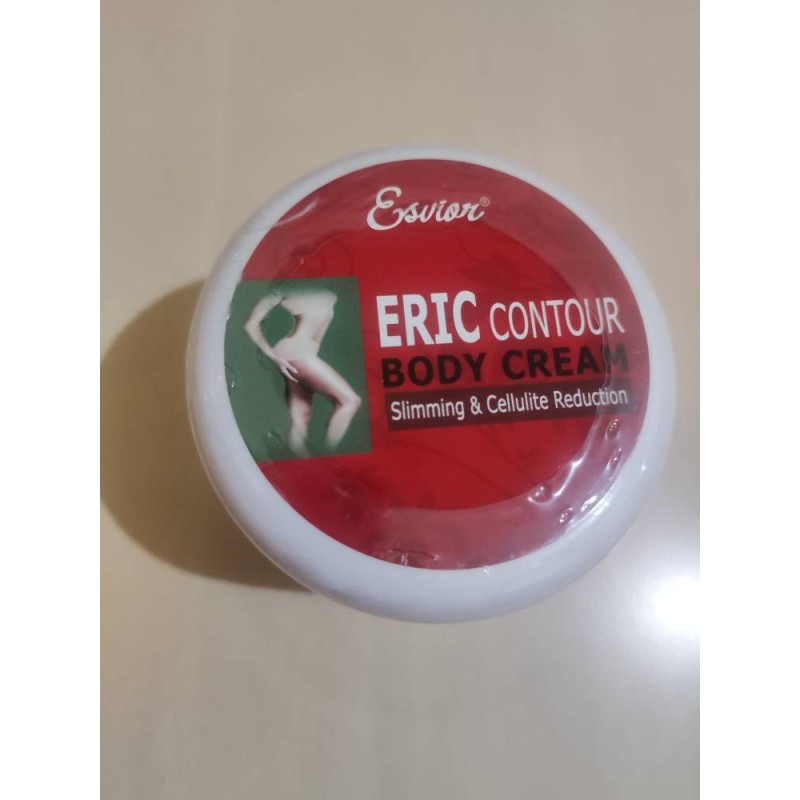 Esvior®
ERIC CONTOUR
BODY CREAM
Slimming & Cellulite Reduction